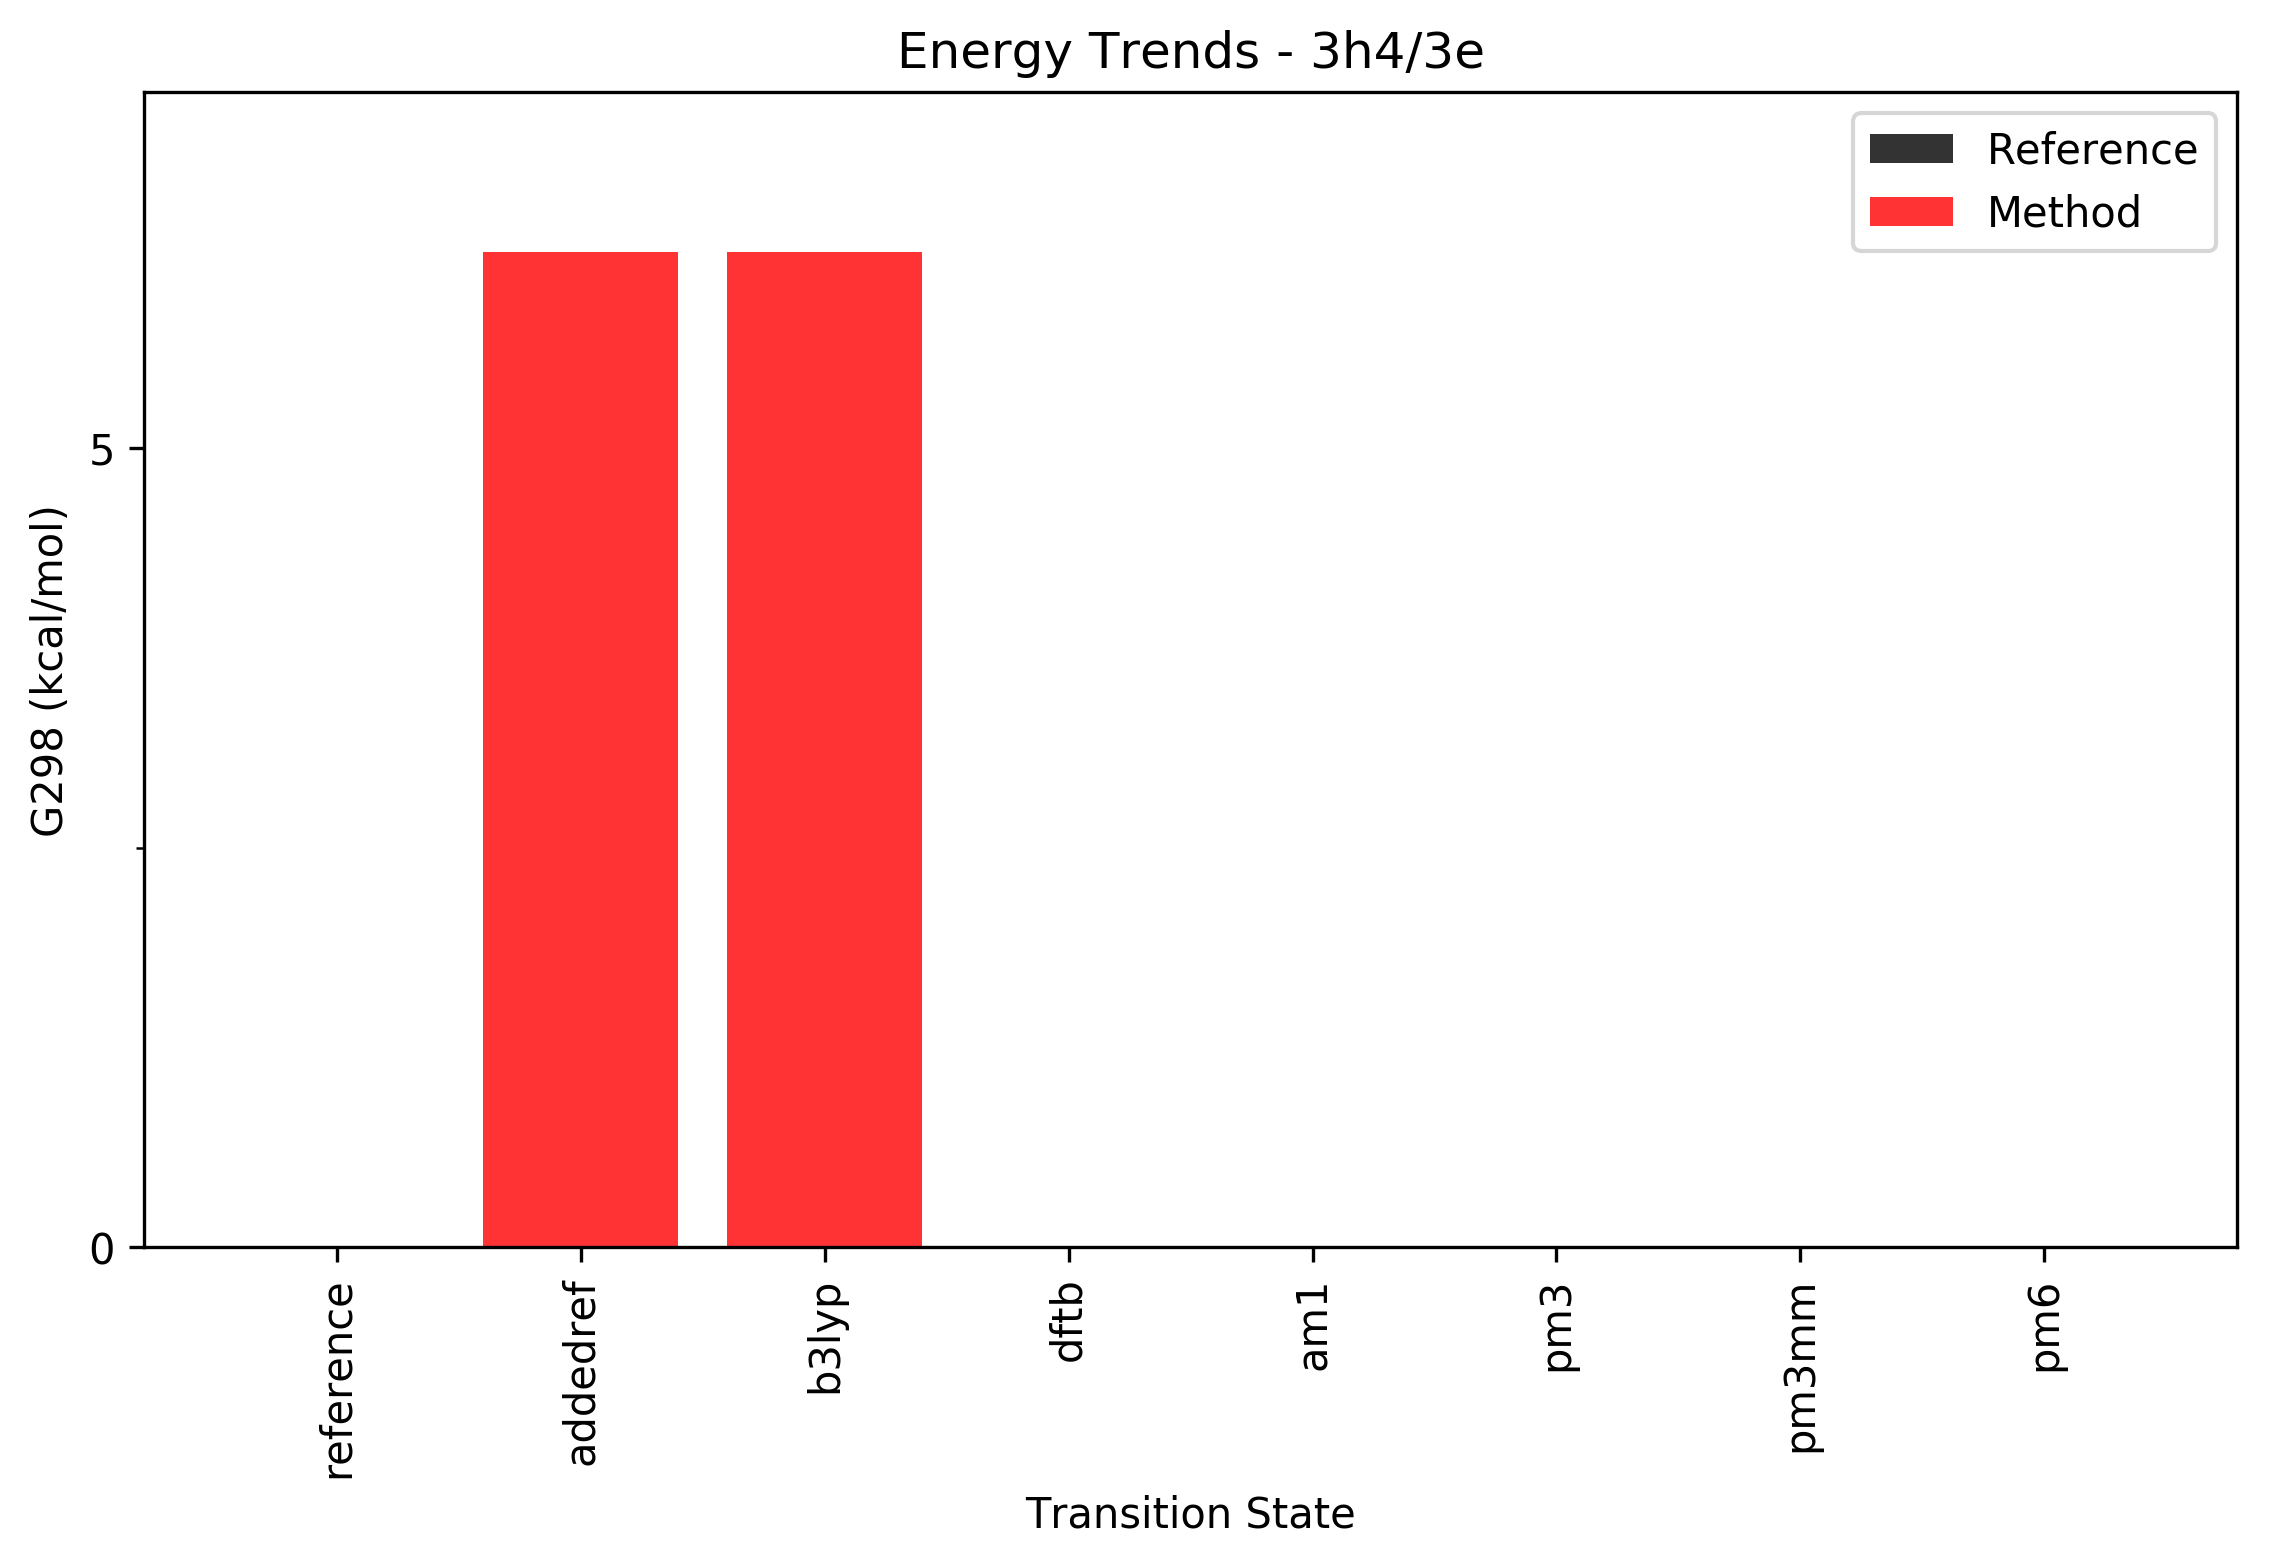 Energy Trends - 3h4/3e
Reference
Method
5
0
G298 (kcal/mol)
reference
addedref
b3lyp
dftb
am1
pm3
pm3mm
pm6
Transition State